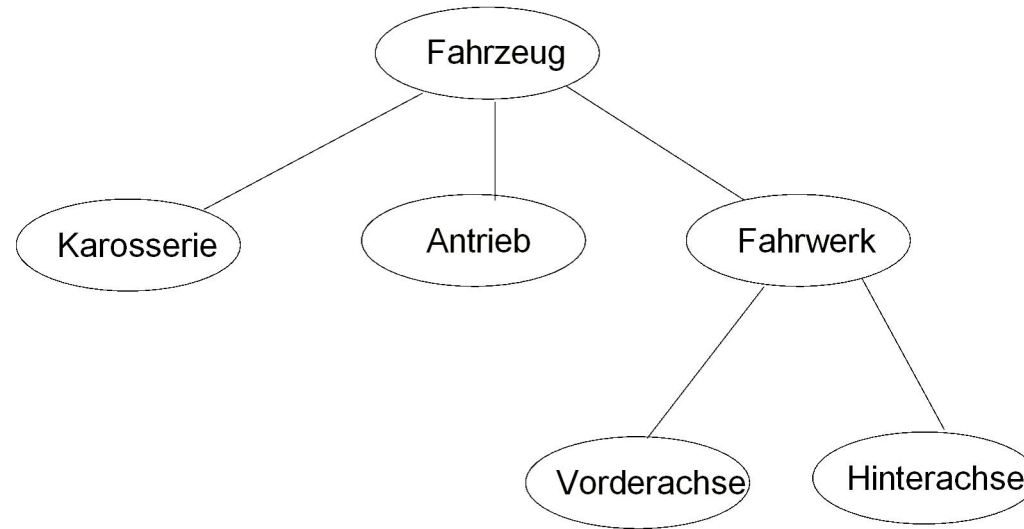 Fahrzeug
Karosserie
Antrieb
Fahrwerk
Vorderachse
Hinterachse